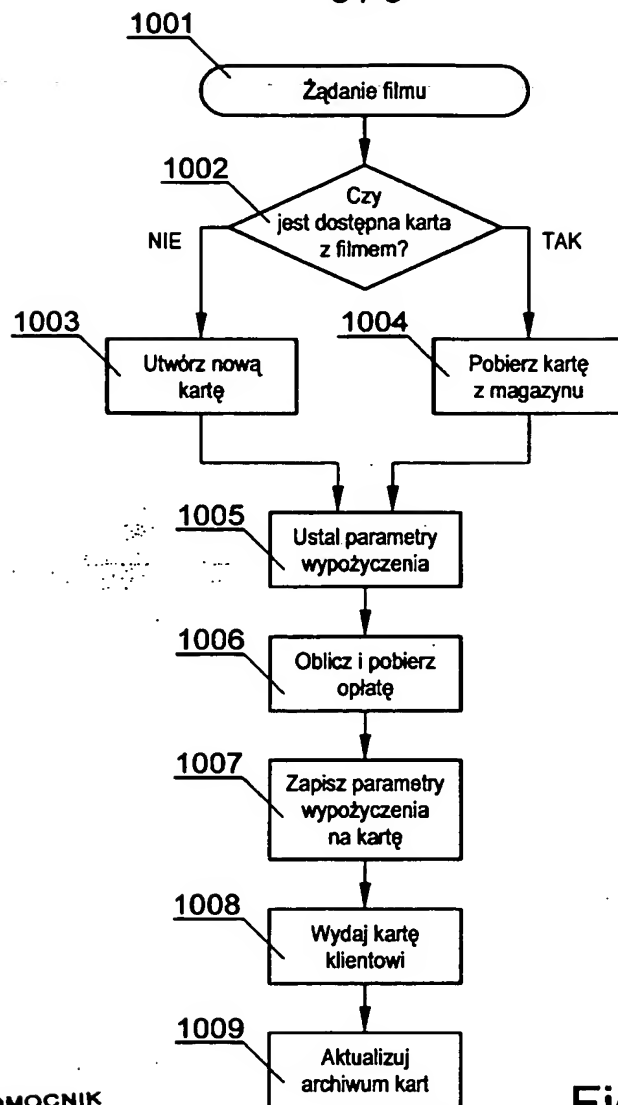 1001
Żądanie filmu
1002
Czy
jest dostępna karta
z filmem?
NIE
TAK
1003
Utwórz nową
kartę
1004
Pobierz kartę
z magazynu
1005
Ustal parametry
wypożyczenia
1006
Oblicz i pobierz
opłatę
1007
Zapisz parametry
wypożyczenia
na kartę
1008
Wydaj kartę
klientowi
1009
Aktualizuj
archiwum kart